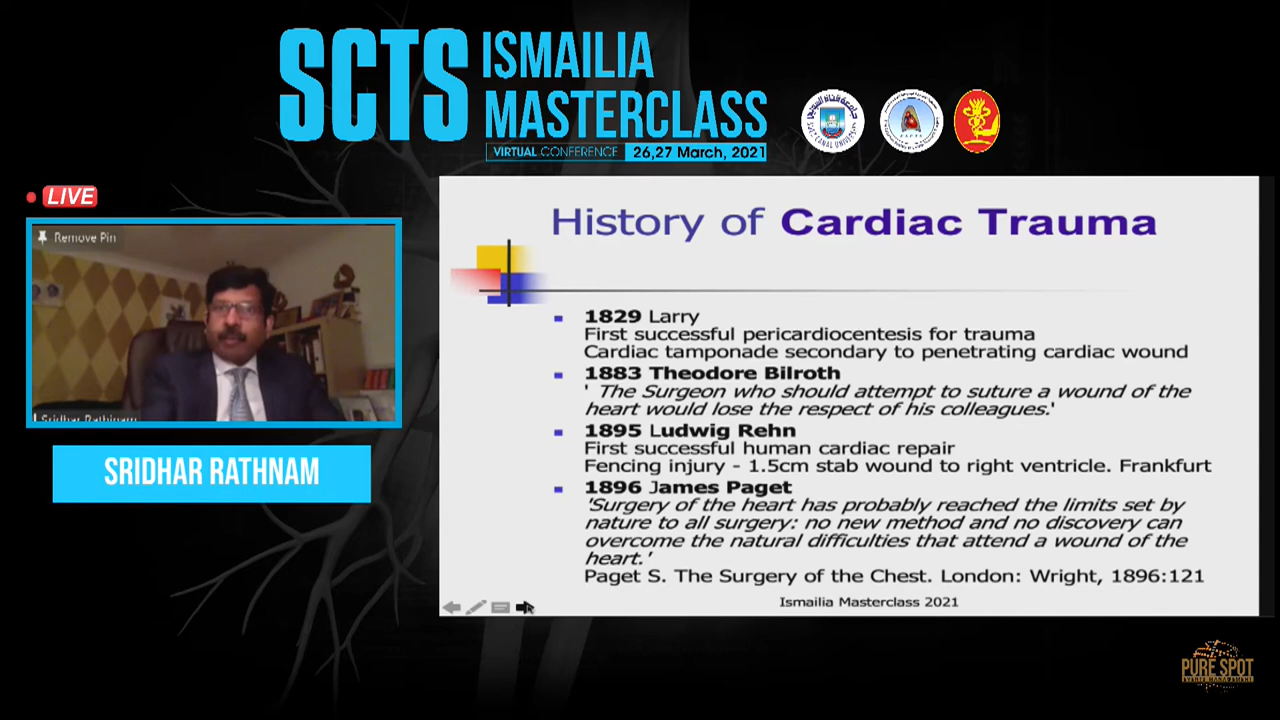 SCTS ISMAILIA
MASTERCLASS
VIRTUAL CONFERENCE 26,27 March, 2021
LIVE
Remove Pin
Sridhar Rathinam
SRIDHAR RATHNAM
History of Cardiac Trauma
1829 Larry
First successful pericardiocentesis for trauma
Cardiac tamponade secondary to penetrating cardiac wound
1883 Theodore Bilroth
' The Surgeon who should attempt to suture a wound of the
heart would lose the respect of his colleagues.'
1895 Ludwig Rehn
First successful human cardiac repair
Fencing injury - 1.5cm stab wound to right ventricle. Frankfurt
1896 James Paget
'Surgery of the heart has probably reached the limits set by
nature to all surgery: no new method and no discovery can
overcome the natural difficulties that attend a wound of the
heart.'
Paget S. The Surgery of the Chest. London: Wright, 1896:121
Ismailia Masterclass 2021
PURE SPOT